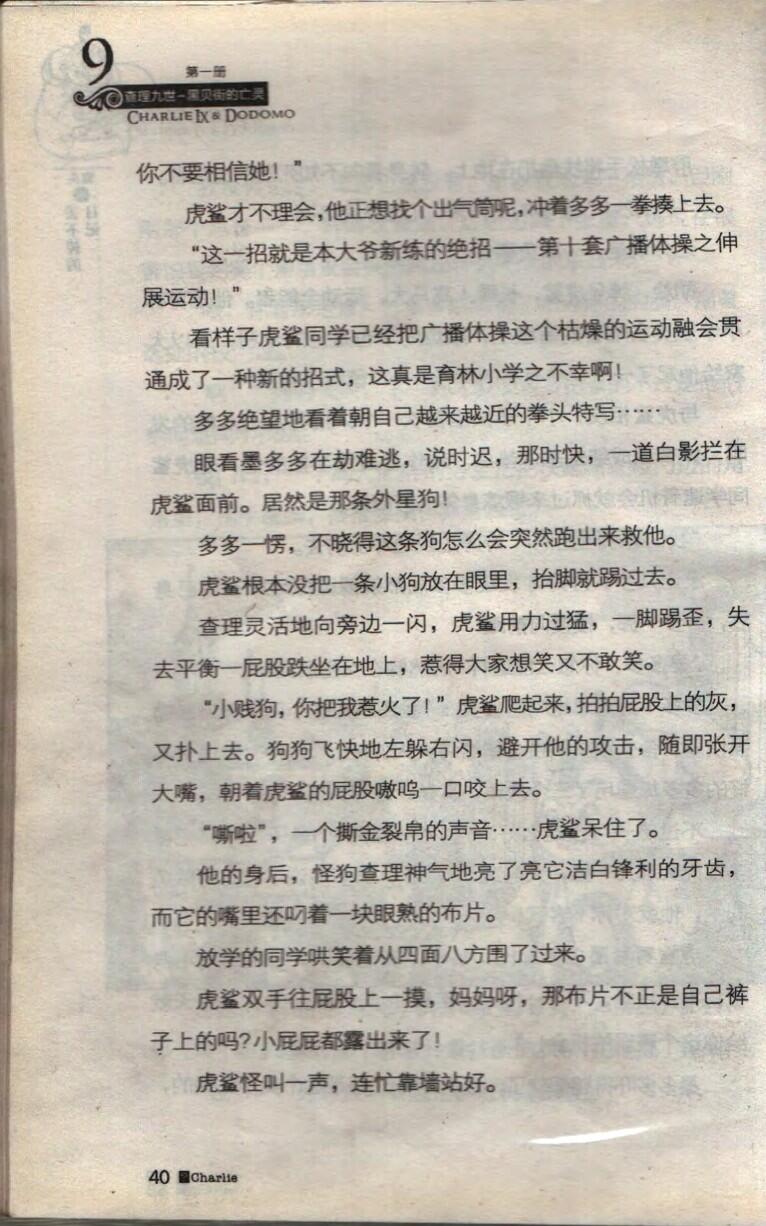 9
第一册
查理九世-黑贝街的亡灵
CHARLIE IX & DODOMO
你不要相信她！”
虎鲨才不理会，他正想找个出气筒呢，冲着多多一拳揍上去。
“这一招就是本大爷新练的绝招——第十套广播体操之伸
展运动！”
看样子虎鲨同学已经把广播体操这个枯燥的运动融会贯
通成了一种新的招式，这真是育林小学之不幸啊！
多多绝望地看着朝自己越来越近的拳头特写……
眼看墨多多在劫难逃，说时迟，那时快，一道白影拦在
虎鲨面前。居然是那条外星狗！
多多一愣，不晓得这条狗怎么会突然跑出来救他。
虎鲨根本没把一条小狗放在眼里，抬脚就踢过去。
查理灵活地向旁边一闪，虎鲨用力过猛，一脚踢歪，失
去平衡一屁股跌坐在地上，惹得大家想笑又不敢笑。
“小贱狗，你把我惹火了！”虎鲨爬起来，拍拍屁股上的灰，
又扑上去。狗狗飞快地左躲右闪，避开他的攻击，随即张开
大嘴，朝着虎鲨的屁股嗷呜一口咬上去。
“嘶啦”，一个撕金裂帛的声音……虎鲨呆住了。
他的身后，怪狗查理神气地亮了亮它洁白锋利的牙齿，
而它的嘴里还叼着一块眼熟的布片。
放学的同学哄笑着从四面八方围了过来。
虎鲨双手往屁股上一摸，妈妈呀，那布片不正是自己裤
子上的吗？小屁屁都露出来了！
虎鲨怪叫一声，连忙靠墙站好。
40 Charlie